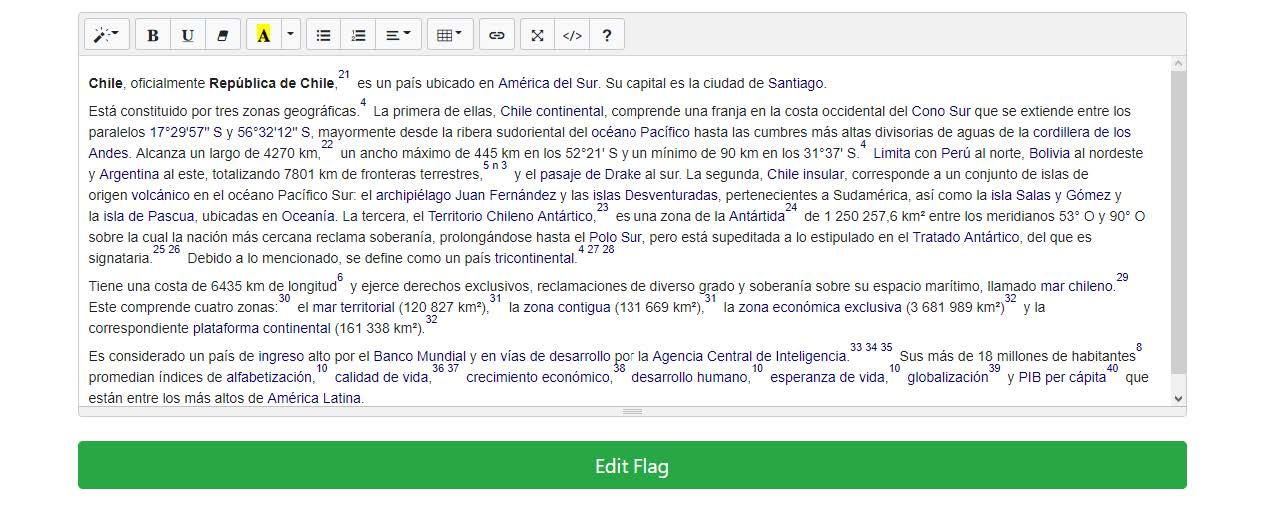 B U A </> ?
Chile, oficialmente República de Chile,21 es un país ubicado en América del Sur. Su capital es la ciudad de Santiago.
Está constituido por tres zonas geográficas.4 La primera de ellas, Chile continental, comprende una franja en la costa occidental del Cono Sur que se extiende entre los
paralelos 17°29'57" S y 56°32'12" S, mayormente desde la ribera sudoriental del océano Pacífico hasta las cumbres más altas divisorias de aguas de la cordillera de los
Andes. Alcanza un largo de 4270 km,22 un ancho máximo de 445 km en los 52°21' S y un mínimo de 90 km en los 31°37' S.4 Limita con Perú al norte, Bolivia al nordeste
y Argentina al este, totalizando 7801 km de fronteras terrestres,5 n 3 y el pasaje de Drake al sur. La segunda, Chile insular, corresponde a un conjunto de islas de
origen volcánico en el océano Pacífico Sur: el archipiélago Juan Fernández y las islas Desventuradas, pertenecientes a Sudamérica, así como la isla Salas y Gómez y
la isla de Pascua, ubicadas en Oceanía. La tercera, el Territorio Chileno Antártico,23 es una zona de la Antártida24 de 1 250 257,6 km² entre los meridianos 53° O y 90° O
sobre la cual la nación más cercana reclama soberanía, prolongándose hasta el Polo Sur, pero está supeditada a lo estipulado en el Tratado Antártico, del que es
signataria.25 26 Debido a lo mencionado, se define como un país tricontinental.4 27 28
Tiene una costa de 6435 km de longitud6 y ejerce derechos exclusivos, reclamaciones de diverso grado y soberanía sobre su espacio marítimo, llamado mar chileno.29
Este comprende cuatro zonas:30 el mar territorial (120 827 km²),31 la zona contigua (131 669 km²),31 la zona económica exclusiva (3 681 989 km²)32 y la
correspondiente plataforma continental (161 338 km²).32
Es considerado un país de ingreso alto por el Banco Mundial y en vías de desarrollo por la Agencia Central de Inteligencia.33 34 35 Sus más de 18 millones de habitantes8
promedian índices de alfabetización,10 calidad de vida,36 37 crecimiento económico,38 desarrollo humano,10 esperanza de vida,10 globalización39 y PIB per cápita40 que
están entre los más altos de América Latina.
Edit Flag